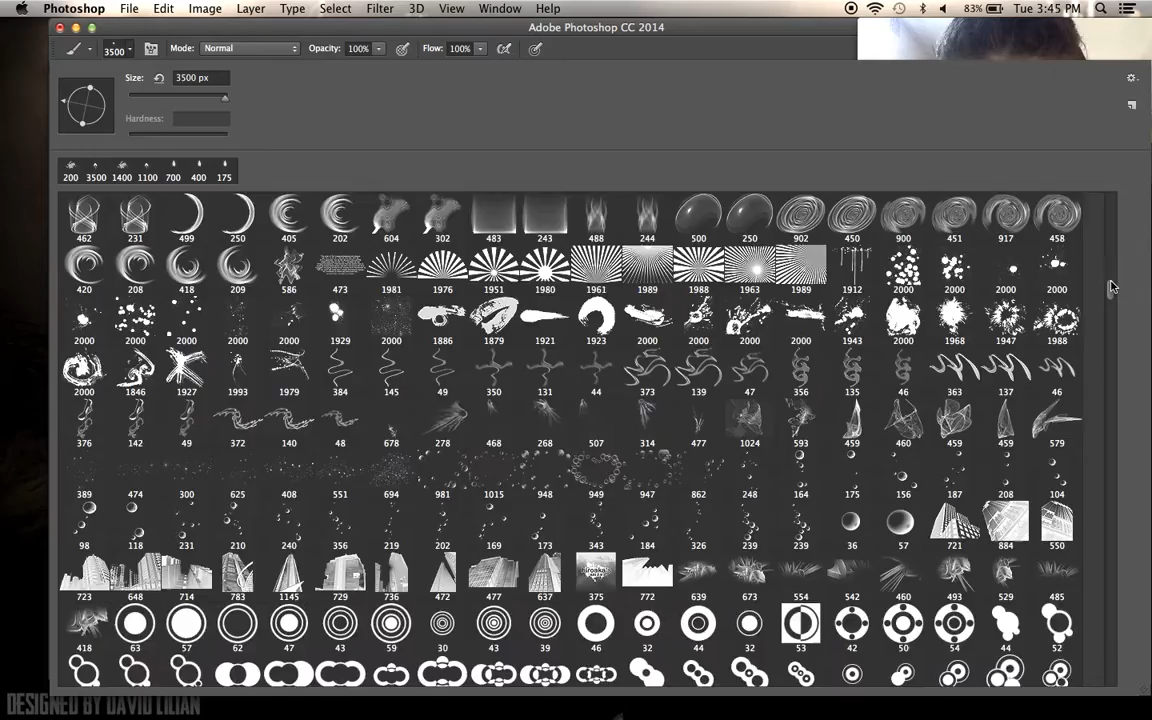 Photoshop File Edit Image Layer Type Select Filter 3D View Window Help 83% Tue 3:45 PM
Adobe Photoshop CC 2014
3500 Mode: Normal Opacity: 100% Flow: 100%
Size: 3500 px
Hardness:
200 3500 1400 1100 700 400 175
462 231 499 250 405 202 604 302 483 243 488 244 500 250 902 450 900 451 917 458
420 208 418 209 586 473 1981 1976 1951 1980 1961 1989 1988 1963 1989 1912 2000 2000 2000 2000
2000 2000 2000 2000 2000 1929 2000 1886 1879 1921 1923 2000 2000 2000 2000 1943 2000 1968 1947 1988
2000 1846 1927 1993 1979 384 145 49 350 131 44 373 139 47 356 135 46 363 137 46
376 142 49 372 140 48 678 278 468 268 507 314 477 1024 593 459 460 459 459 579
389 474 300 625 408 551 694 981 1015 948 949 947 862 248 164 175 156 187 208 104
98 118 231 210 240 356 219 202 169 173 343 184 326 239 239 36 57 721 884 550
723 648 714 783 1145 729 736 472 477 637 375 772 639 673 554 542 460 493 529 485
418 63 57 62 47 43 59 30 43 39 46 32 44 32 53 42 50 54 44 52
DESIGNED BY DAVID LILIAN